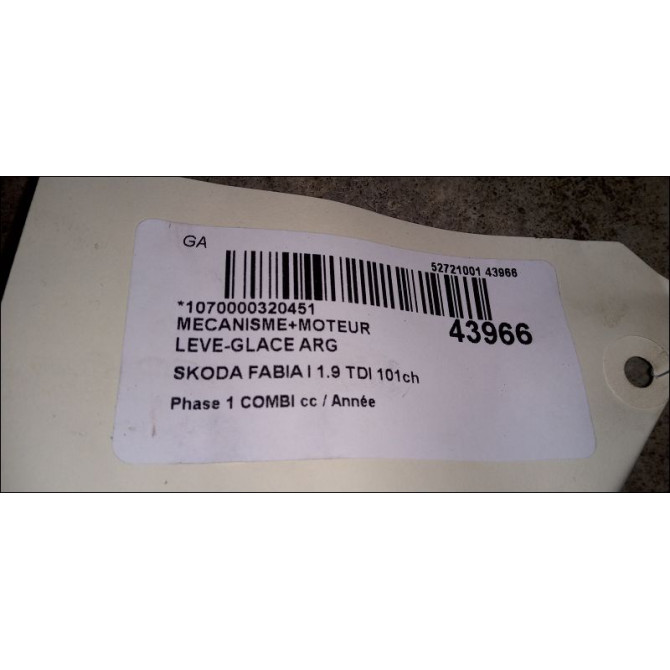 GA
52721001 43966
*1070000320451
MECANISME+MOTEUR
43966
LEVE-GLACE ARG
SKODA FABIA I 1.9 TDI 101ch
Phase 1 COMBI cc / Année